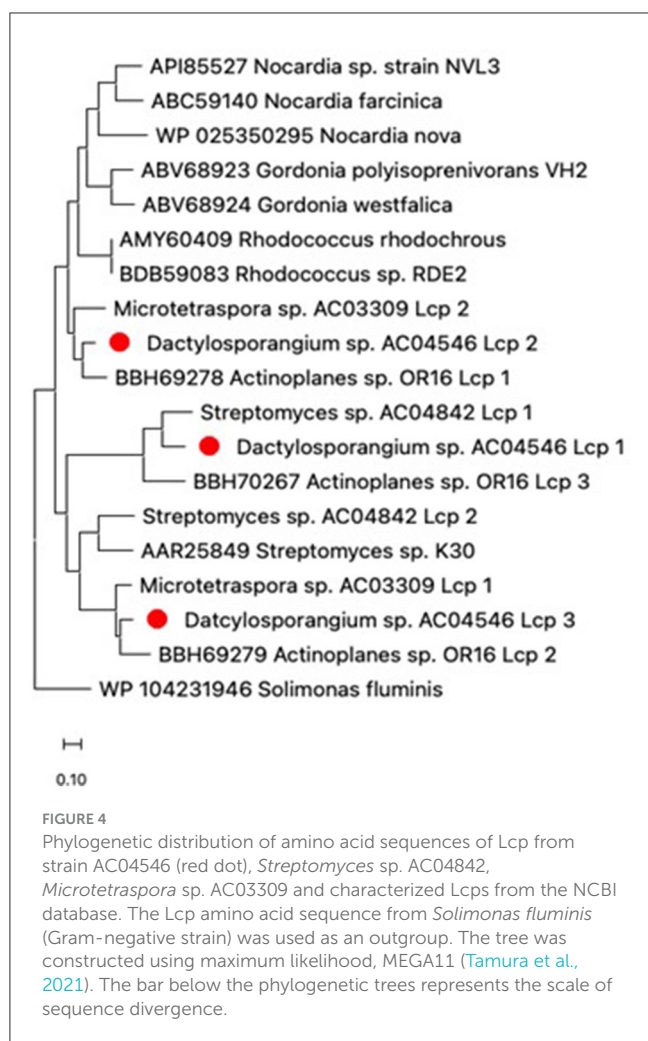 API85527 Nocardia sp. strain NVL3
ABC59140 Nocardia farcinica
WP 025350295 Nocardia nova
ABV68923 Gordonia polyisoprenivorans VH2
ABV68924 Gordonia westfalica
AMY60409 Rhodococcus rhodochrous
BDB59083 Rhodococcus sp. RDE2
Microtetraspora sp. AC03309 Lcp 2
Dactylosporangium sp. AC04546 Lcp 2
BBH69278 Actinoplanes sp. OR16 Lcp 1
Streptomyces sp. AC04842 Lcp 1
Dactylosporangium sp. AC04546 Lcp 1
BBH70267 Actinoplanes sp. OR16 Lcp 3
Streptomyces sp. AC04842 Lcp 2
AAR25849 Streptomyces sp. K30
Microtetraspora sp. AC03309 Lcp 1
Datcylosporangium sp. AC04546 Lcp 3
BBH69279 Actinoplanes sp. OR16 Lcp 2
WP 104231946 Solimonas fluminis
0.10
FIGURE 4
Phylogenetic distribution of amino acid sequences of Lcp from
strain AC04546 (red dot), Streptomyces sp. AC04842,
Microtetraspora sp. AC03309 and characterized Lcps from the NCBI
database. The Lcp amino acid sequence from Solimonas fluminis
(Gram-negative strain) was used as an outgroup. The tree was
constructed using maximum likelihood, MEGA11 (Tamura et al.,
2021). The bar below the phylogenetic trees represents the scale of
sequence divergence.